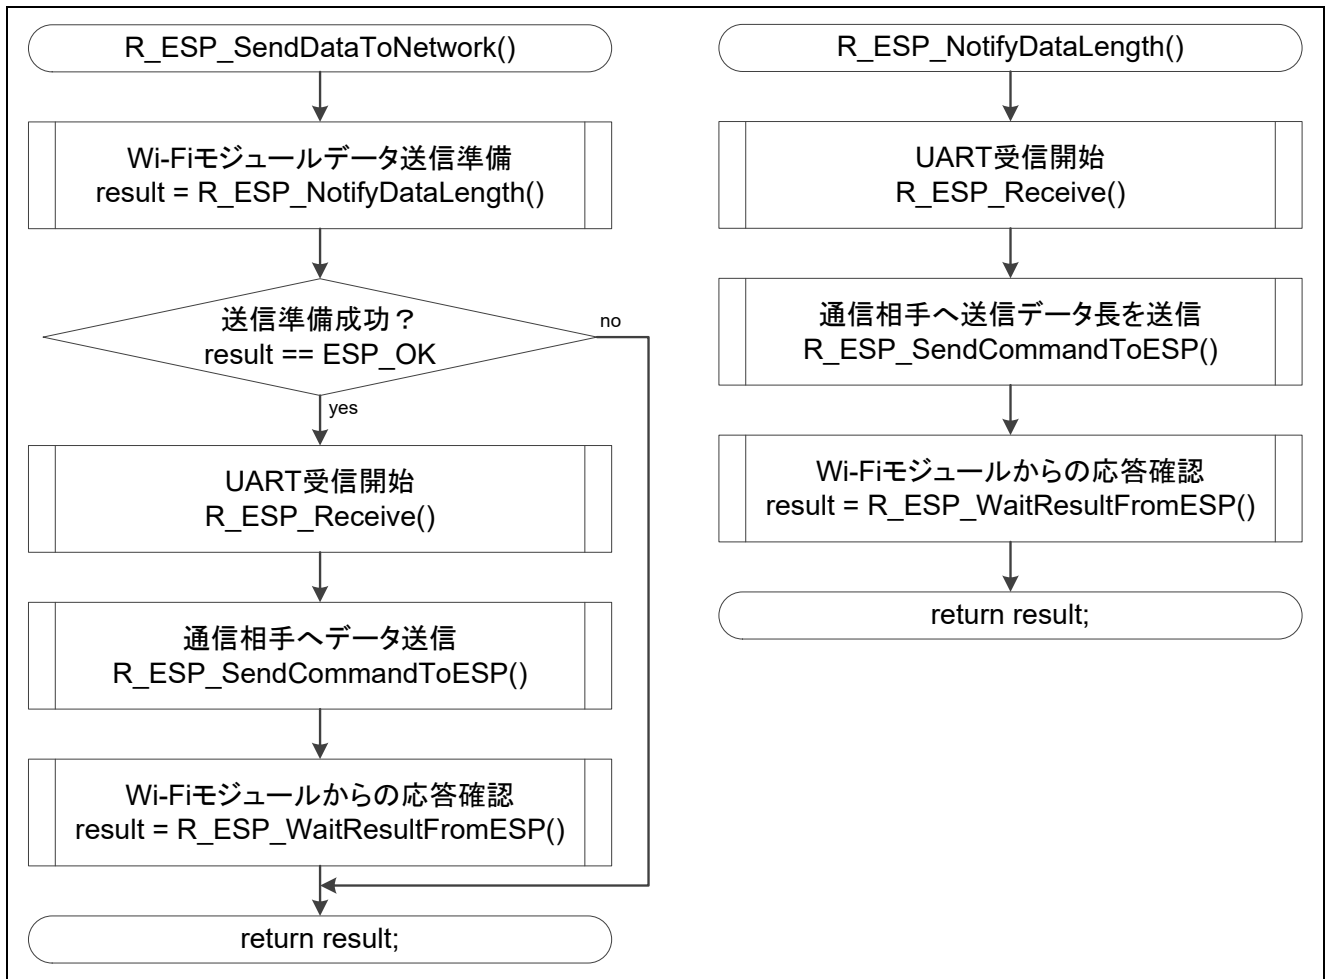 R_ESP_SendDataToNetwork()
Wi-Fiモジュールデータ送信準備
result = R_ESP_NotifyDataLength()
送信準備成功？
result == ESP_OK
no
yes
UART受信開始
R_ESP_Receive()
通信相手へデータ送信
R_ESP_SendCommandToESP()
Wi-Fiモジュールからの応答確認
result = R_ESP_WaitResultFromESP()
return result;
R_ESP_NotifyDataLength()
UART受信開始
R_ESP_Receive()
通信相手へ送信データ長を送信
R_ESP_SendCommandToESP()
Wi-Fiモジュールからの応答確認
result = R_ESP_WaitResultFromESP()
return result;